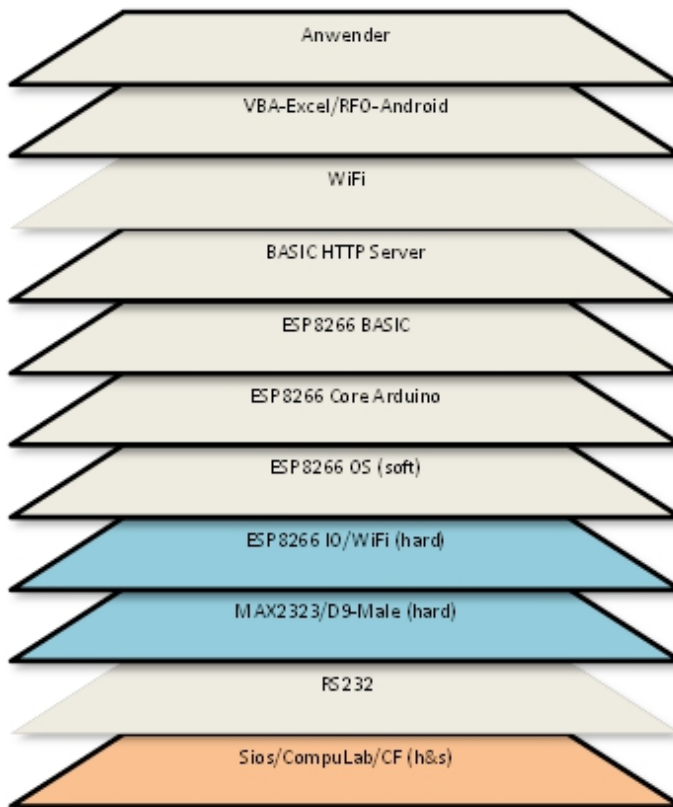 Anwender
VBA-Excel/RFO-Android
WiFi
BASIC HTTP Server
ESP8266 BASIC
ESP8266 Core Arduino
ESP8266 OS (soft)
ESP8266 IO/WiFi (hard)
MAX2323/D9-Male (hard)
RS232
Sios/CompuLab/CF (h&s)